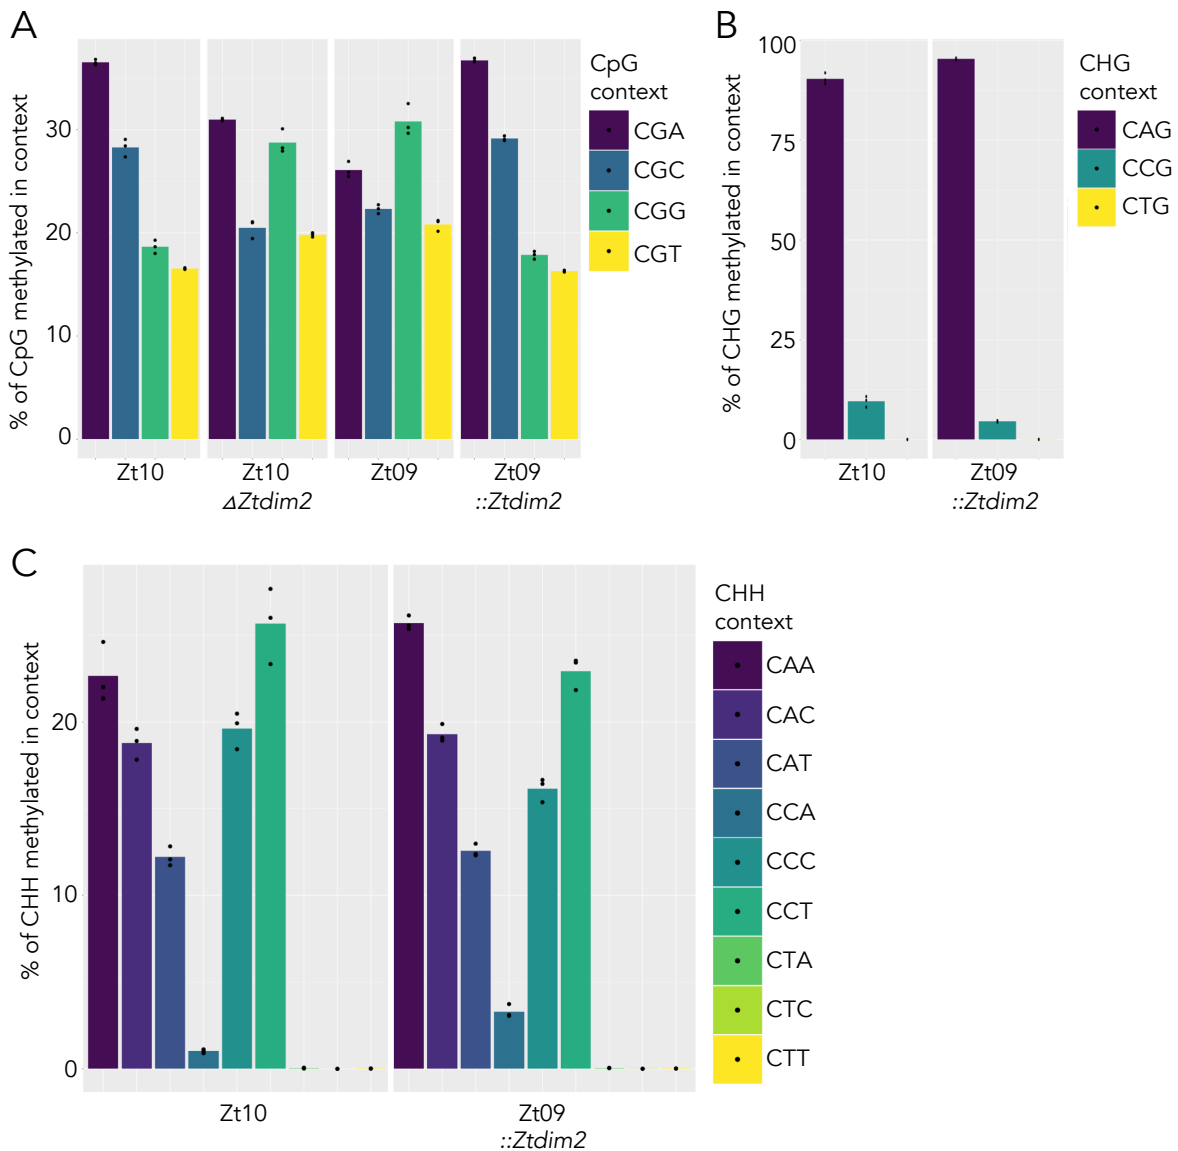 A
% of CpG methylated in context
30
20
10
0
Zt10
Zt10
ΔZtdim2
Zt09
Zt09
::Ztdim2
CpG
context
CGA
CGC
CGG
CGT
B
% of CHG methylated in context
100
75
50
25
0
Zt10
Zt09
::Ztdim2
CHG
context
CAG
CCG
CTG
C
% of CHH methylated in context
20
10
0
Zt10
Zt09
::Ztdim2
CHH
context
CAA
CAC
CAT
CCA
CCC
CCT
CTA
CTC
CTT